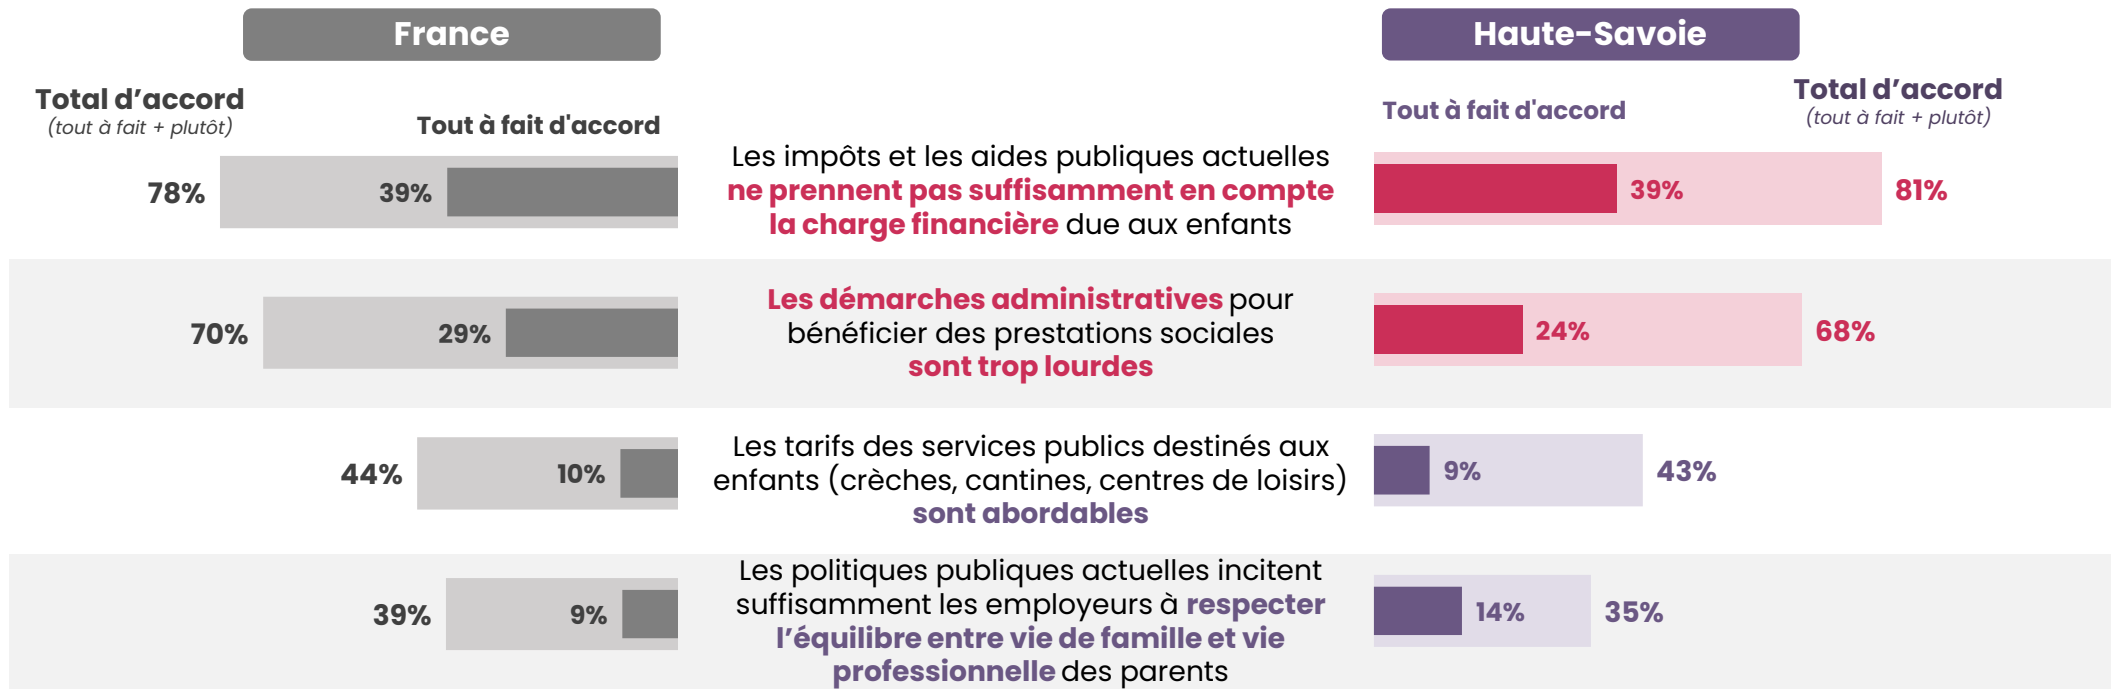 France
Haute-Savoie
Total d’accord
(tout à fait + plutôt)
Tout à fait d'accord
Tout à fait d'accord
Total d’accord
(tout à fait + plutôt)
78%
39%
Les impôts et les aides publiques actuelles
ne prennent pas suffisamment en compte
la charge financière due aux enfants
39%
81%
70%
29%
Les démarches administratives pour
bénéficier des prestations sociales
sont trop lourdes
24%
68%
44%
10%
Les tarifs des services publics destinés aux
enfants (crèches, cantines, centres de loisirs)
sont abordables
9%
43%
39%
9%
Les politiques publiques actuelles incitent
suffisamment les employeurs à respecter
l’équilibre entre vie de famille et vie
professionnelle des parents
14%
35%